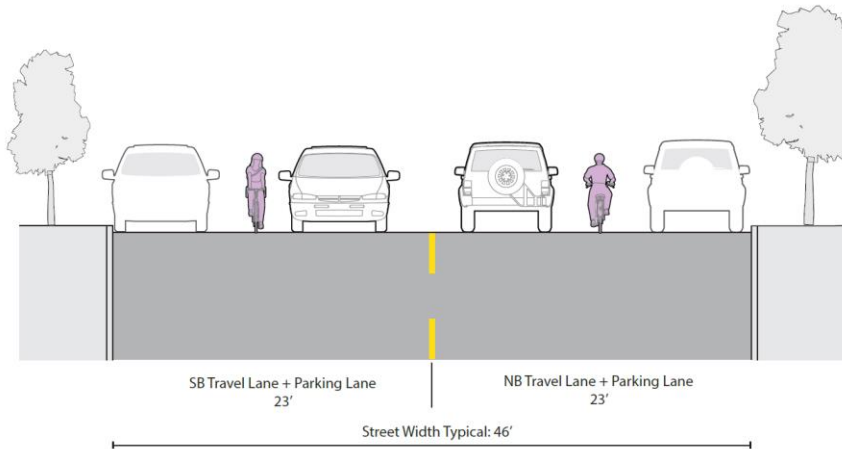 SB Travel Lane + Parking Lane
23’
NB Travel Lane + Parking Lane
23’
Street Width Typical: 46’